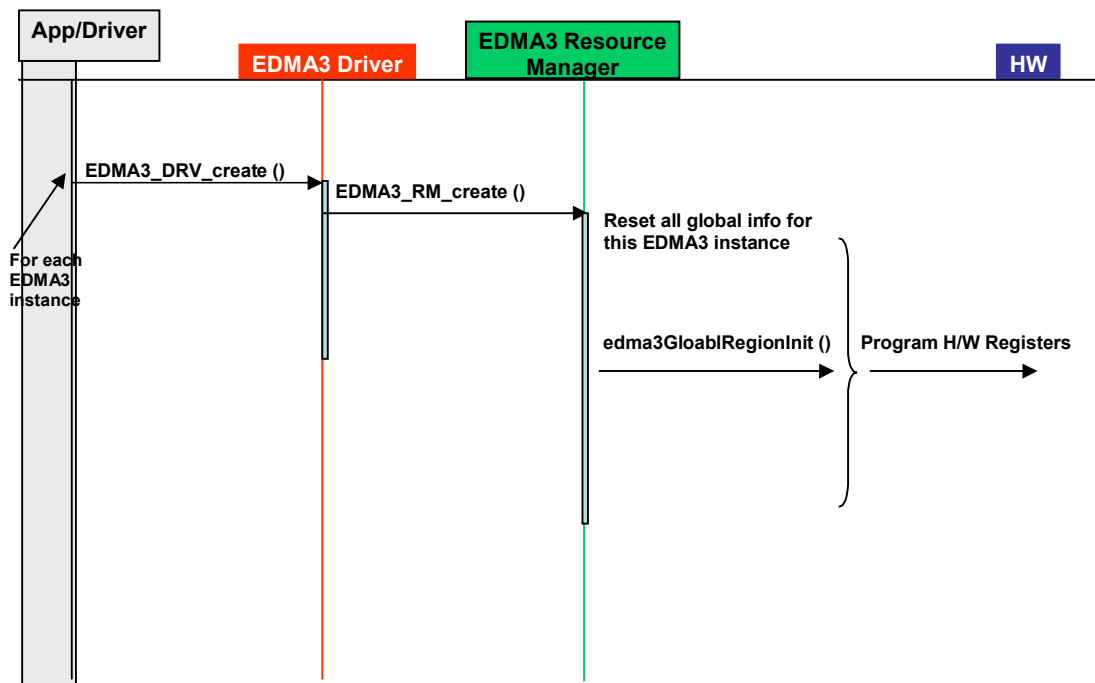 App/Driver
EDMA3 Driver
EDMA3 Resource
Manager
HW
EDMA3_DRV_create ()
EDMA3_RM_create ()
Reset all global info for
this EDMA3 instance
For each
EDMA3
instance
edma3GloablRegionInit ()
Program H/W Registers